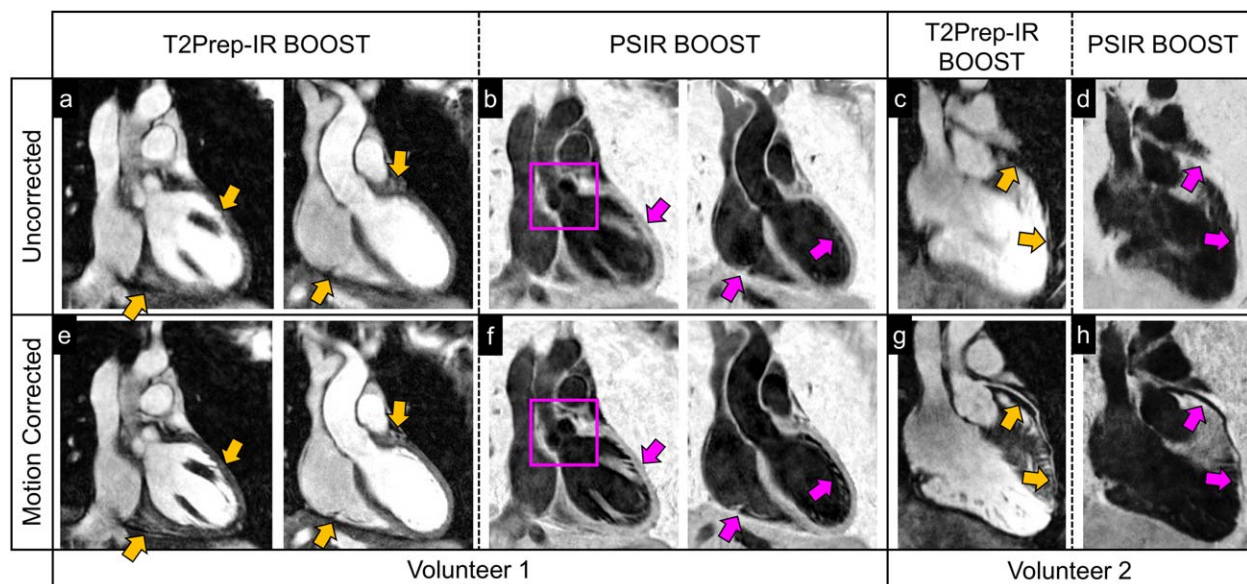 T2Prep-IR BOOST
PSIR BOOST
T2Prep-IR
BOOST
PSIR BOOST
Uncorrected
a
b
c
d
Motion Corrected
e
f
g
h
Volunteer 1
Volunteer 2